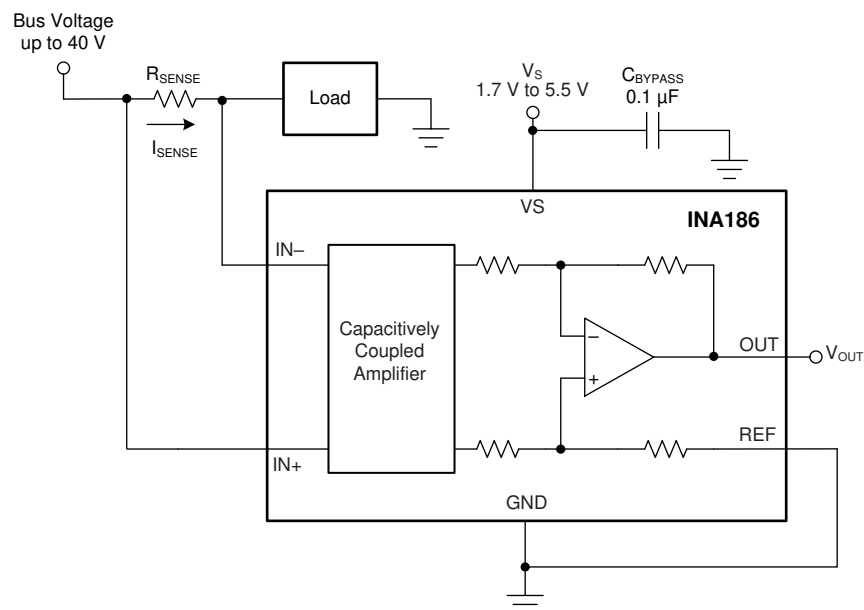 Bus Voltage
up to 40 V
RSENSE
ISENSE
Load
VS
1.7 V to 5.5 V
CBYPASS
0.1 µF
VS
INA186
IN–
Capacitively
Coupled
Amplifier
–
+
OUT
VOUT
REF
IN+
GND